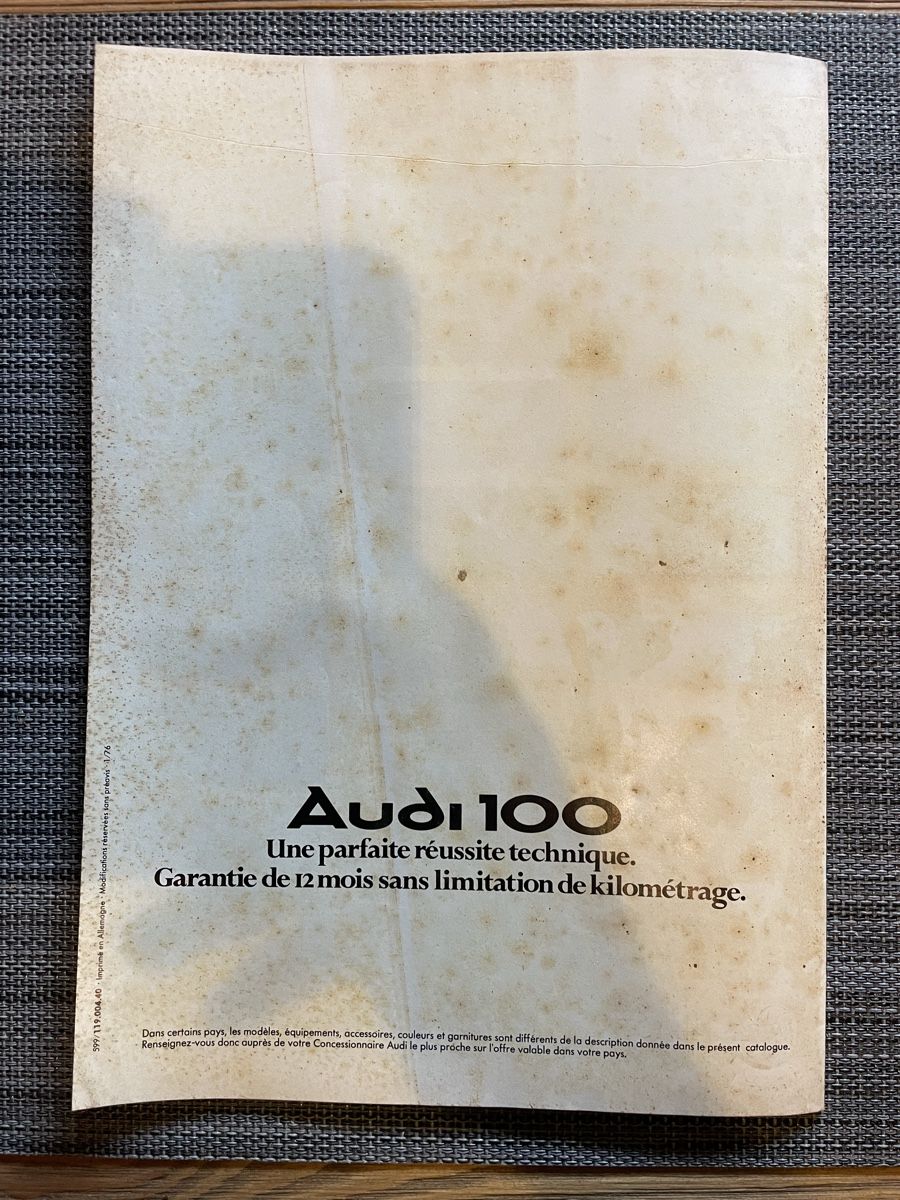 Audi 100
Une parfaite réussite technique.
Garantie de 12 mois sans limitation de kilométrage.
Dans certains pays, les modèles, équipements, accessoires, couleurs et garnitures sont différents de la description donnée dans le présent catalogue.
Renseignez-vous donc auprès de votre Concessionnaire Audi le plus proche sur l'offre valable dans votre pays.
599/119.004.40 · Imprimé en Allemagne · Modifications réservées sans préavis · 1/76